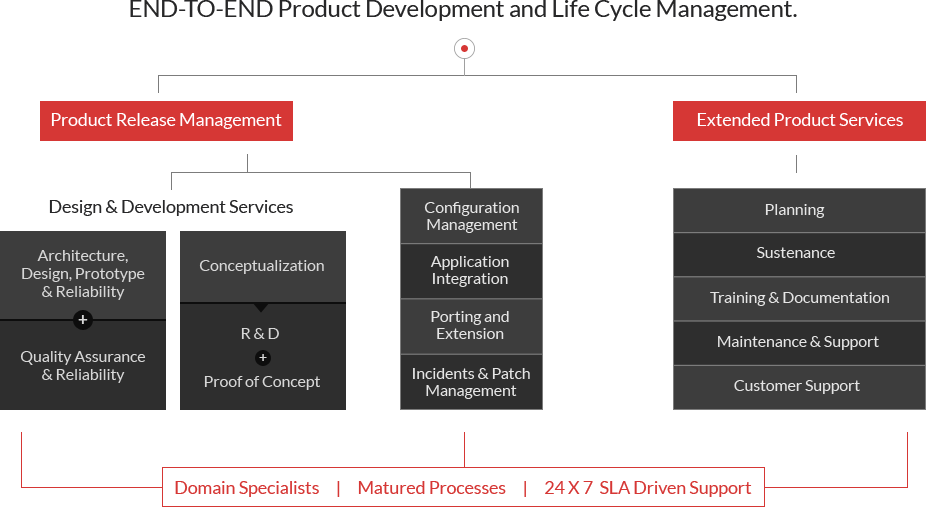 END-TO-END Product Development and Life Cycle Management.
Product Release Management
Extended Product Services
Design & Development Services
Architecture,
Design, Prototype
& Reliability
+
Quality Assurance
& Reliability
Conceptualization
R & D
+
Proof of Concept
Configuration
Management
Application
Integration
Porting and
Extension
Incidents & Patch
Management
Planning
Sustenance
Training & Documentation
Maintenance & Support
Customer Support
Domain Specialists | Matured Processes | 24 X 7 SLA Driven Support